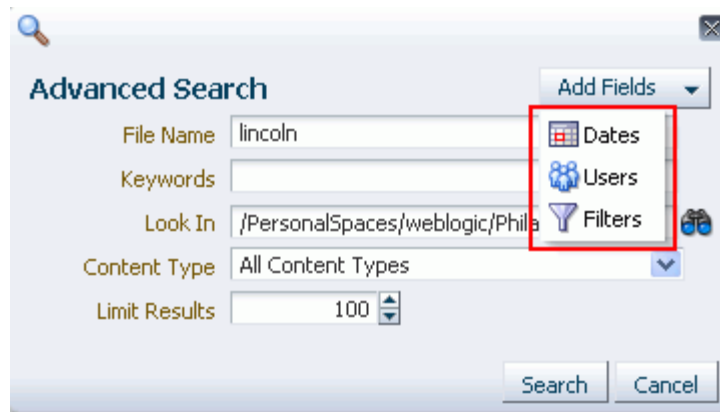 Advanced Search
Add Fields
Dates
Users
Filters
File Name lincoln
Keywords
Look In /PersonalSpaces/weblogic/Phila
Content Type All Content Types
Limit Results 100
Search Cancel